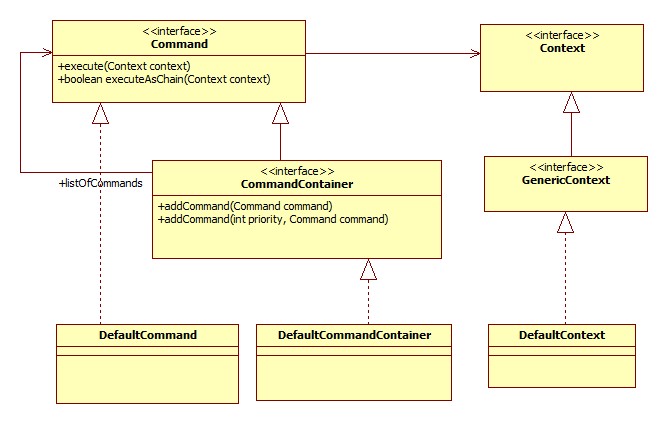 <<interface>>
Command
+execute(Context context)
+boolean executeAsChain(Context context)
<<interface>>
Context
<<interface>>
CommandContainer
+addCommand(Command command)
+addCommand(int priority, Command command)
+listOfCommands
<<interface>>
GenericContext
DefaultCommand
DefaultCommandContainer
DefaultContext